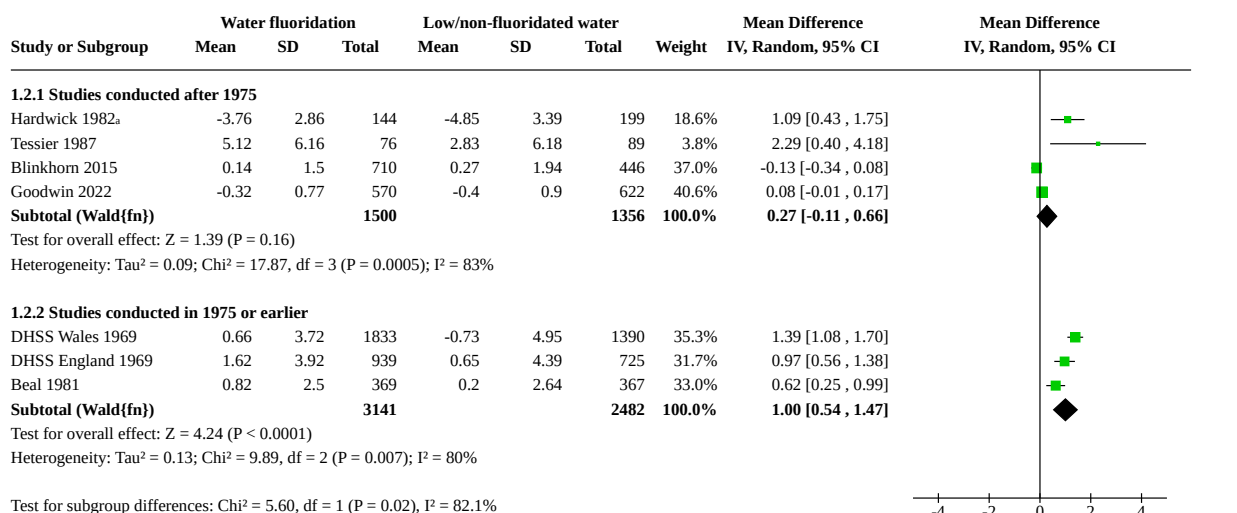 Water fluoridation Low/non-fluoridated water Mean Difference Mean Difference
Study or Subgroup Mean SD Total Mean SD Total Weight IV, Random, 95% CI IV, Random, 95% CI
1.2.1 Studies conducted after 1975
Hardwick 1982a -3.76 2.86 144 -4.85 3.39 199 18.6% 1.09 [0.43 , 1.75]
Tessier 1987 5.12 6.16 76 2.83 6.18 89 3.8% 2.29 [0.40 , 4.18]
Blinkhorn 2015 0.14 1.5 710 0.27 1.94 446 37.0% -0.13 [-0.34 , 0.08]
Goodwin 2022 -0.32 0.77 570 -0.4 0.9 622 40.6% 0.08 [-0.01 , 0.17]
Subtotal (Wald{fn}) 1500 1356 100.0% 0.27 [-0.11 , 0.66]
Test for overall effect: Z = 1.39 (P = 0.16)
Heterogeneity: Tau² = 0.09; Chi² = 17.87, df = 3 (P = 0.0005); I² = 83%
1.2.2 Studies conducted in 1975 or earlier
DHSS Wales 1969 0.66 3.72 1833 -0.73 4.95 1390 35.3% 1.39 [1.08 , 1.70]
DHSS England 1969 1.62 3.92 939 0.65 4.39 725 31.7% 0.97 [0.56 , 1.38]
Beal 1981 0.82 2.5 369 0.2 2.64 367 33.0% 0.62 [0.25 , 0.99]
Subtotal (Wald{fn}) 3141 2482 100.0% 1.00 [0.54 , 1.47]
Test for overall effect: Z = 4.24 (P < 0.0001)
Heterogeneity: Tau² = 0.13; Chi² = 9.89, df = 2 (P = 0.007); I² = 80%
Test for subgroup differences: Chi² = 5.60, df = 1 (P = 0.02), I² = 82.1%
-4 -2 0 2 4